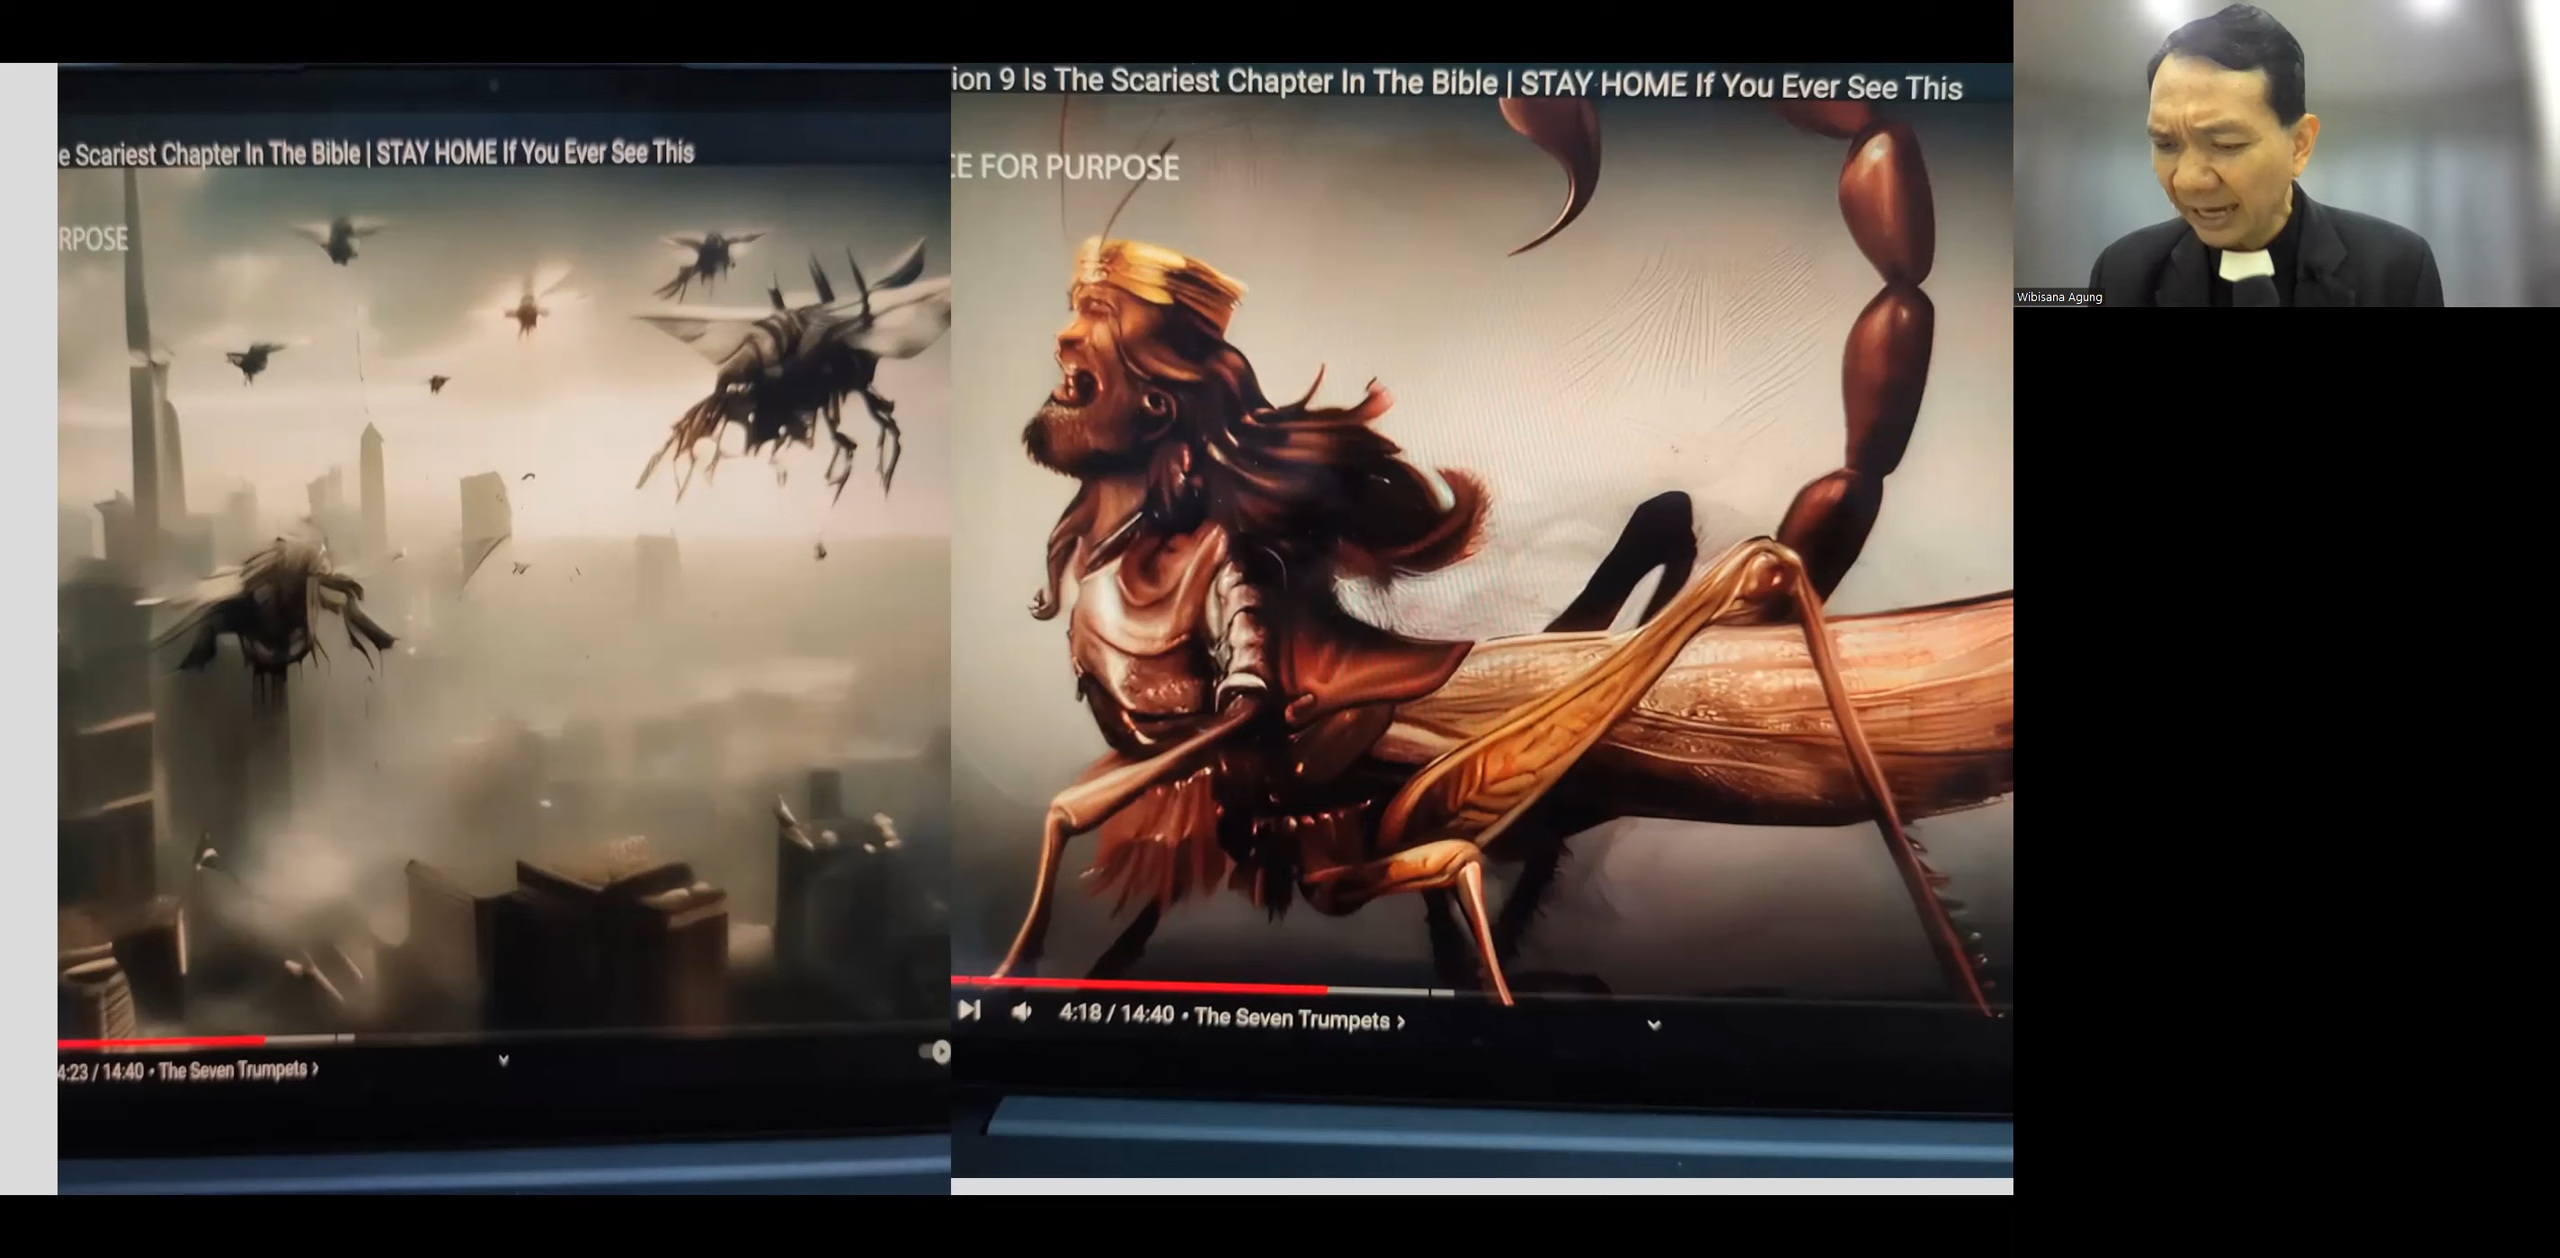 e Scariest Chapter In The Bible | STAY HOME If You Ever See This
RPOSE
4:23 / 14:40 • The Seven Trumpets ›
ion 9 Is The Scariest Chapter In The Bible | STAY HOME If You Ever See This
CE FOR PURPOSE
4:18 / 14:40 • The Seven Trumpets ›
Wibisana Agung